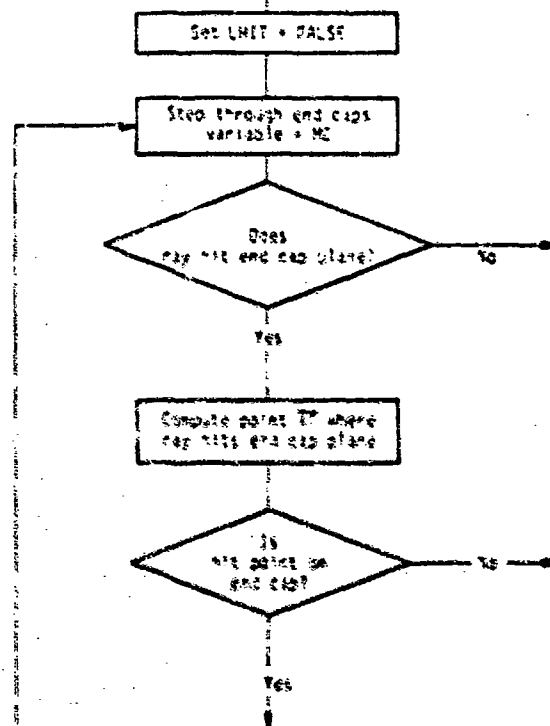 Set LHIT = FALSE
Step through end caps
variable = MC
Does
ray hit end cap plane?
No
Yes
Compute point where
ray hits end cap plane
Is
hit point on
end cap?
No
Yes